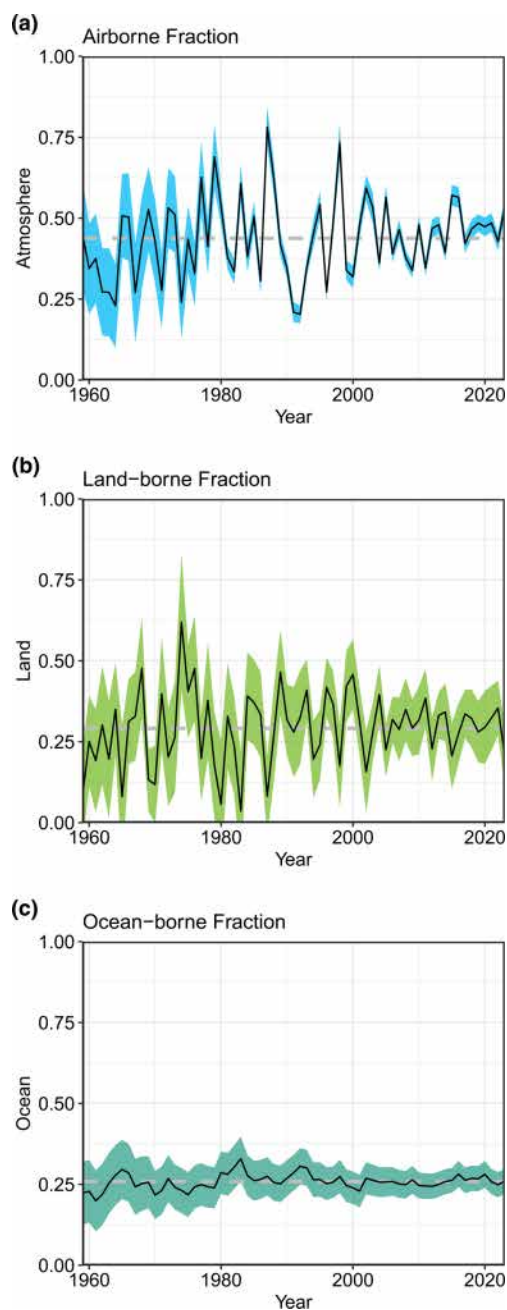 (a)
Airborne Fraction
1.00
0.75
0.50
0.25
0.00
Atmosphere
1960 1980 2000 2020
Year
(b)
Land-borne Fraction
1.00
0.75
0.50
0.25
0.00
Land
1960 1980 2000 2020
Year
(c)
Ocean-borne Fraction
1.00
0.75
0.50
0.25
0.00
Ocean
1960 1980 2000 2020
Year